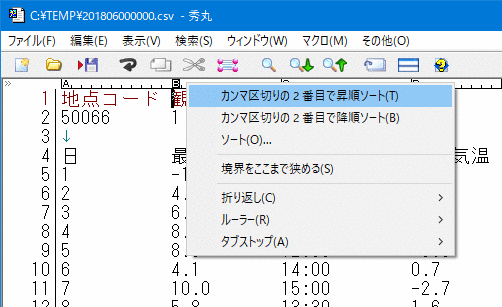 C:¥TEMP¥201806000000.csv - 秀丸
ファイル(F) 編集(E) 表示(V) 検索(S) ウィンドウ(W) マクロ(M) その他(O)
A B
1 地点コード 観
2 50066 1
3 ↓
4 日 最 気温
5 1 -1
6 2 4.
7 3 6.
8 4 8.
9 5 8.
10 6 4.1 14:00 0.7
11 7 10.0 15:00 -2.7
12 8 5.8 13:30 1.6
カンマ区切りの2番目で昇順ソート(T)
カンマ区切りの2番目で降順ソート(B)
ソート(O)...
境界をここまで狭める(S)
折り返し(C)
ルーラー(R)
タブストップ(A)